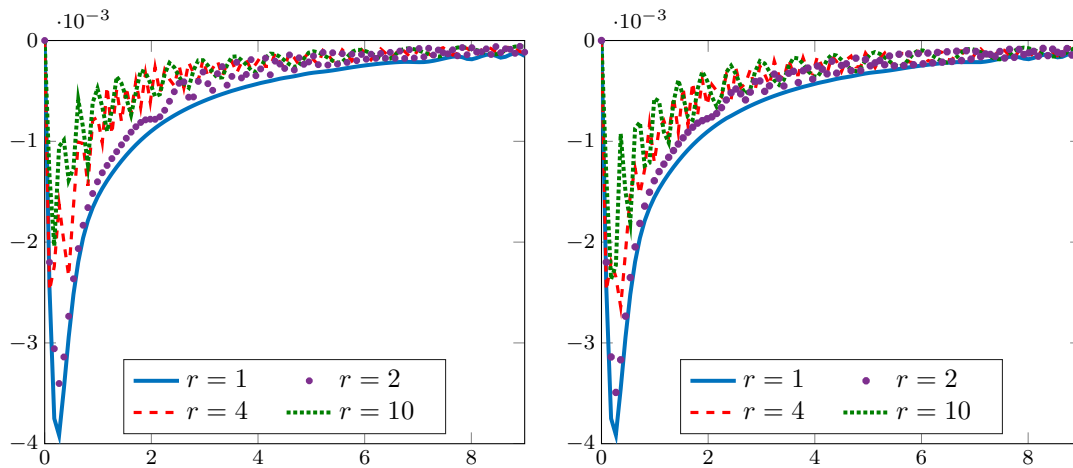 ·10−3
0
−1
−2
−3
−4
0
2
4
6
8
r = 1
r = 2
r = 4
r = 10
·10−3
0
−1
−2
−3
−4
0
2
4
6
8
r = 1
r = 2
r = 4
r = 10